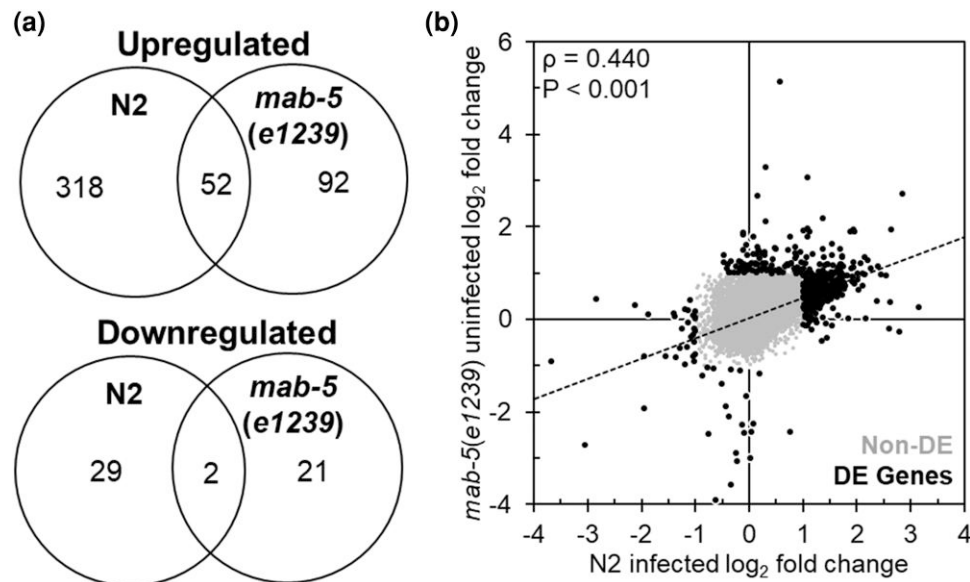 (a)
Upregulated
N2
mab-5
(e1239)
318
52
92
Downregulated
N2
mab-5
(e1239)
29
2
21
(b)
ρ = 0.440
P < 0.001
mab-5(e1239) uninfected log₂ fold change
6
4
2
0
-2
-4
Non-DE
DE Genes
-4 -3 -2 -1 0 1 2 3 4
N2 infected log₂ fold change